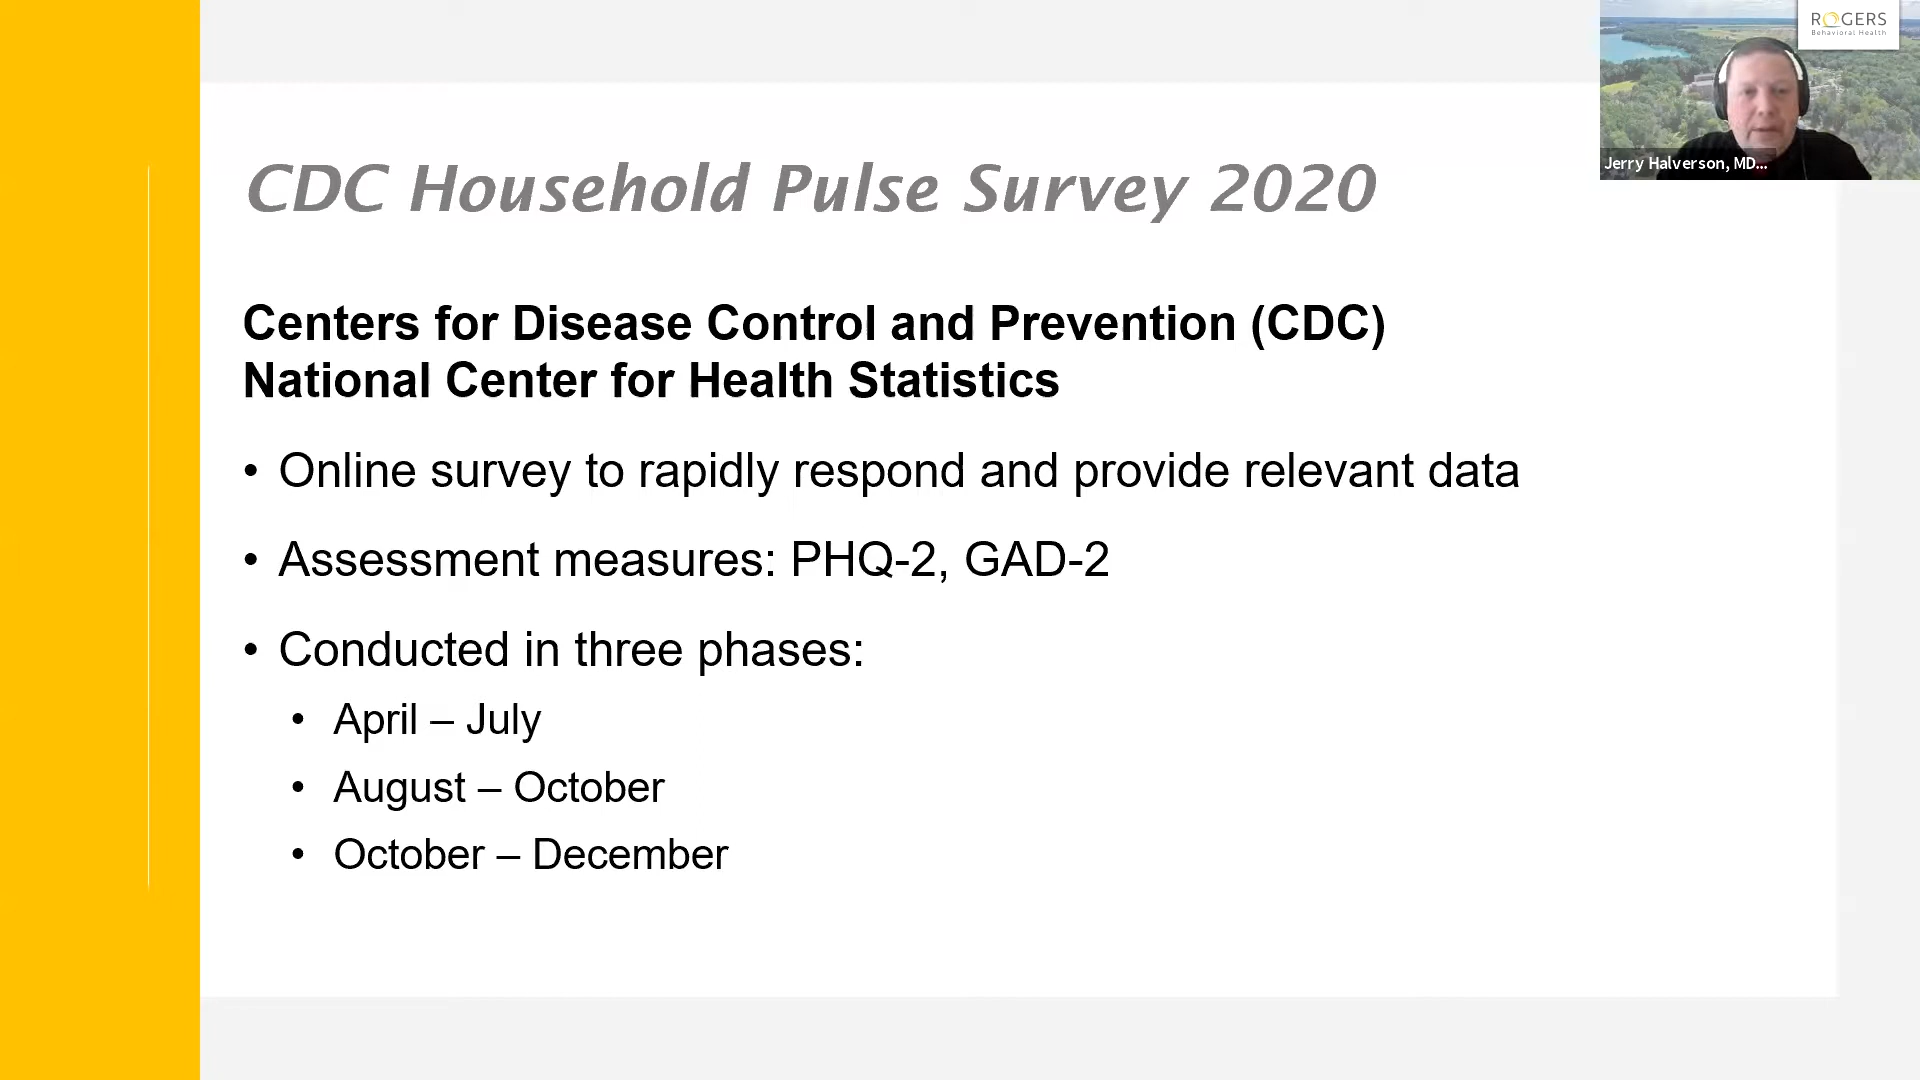 ROGERS
Behavioral Health
Jerry Halverson, MD...
CDC Household Pulse Survey 2020
Centers for Disease Control and Prevention (CDC)
National Center for Health Statistics
• Online survey to rapidly respond and provide relevant data
• Assessment measures: PHQ-2, GAD-2
• Conducted in three phases:
• April – July
• August – October
• October – December